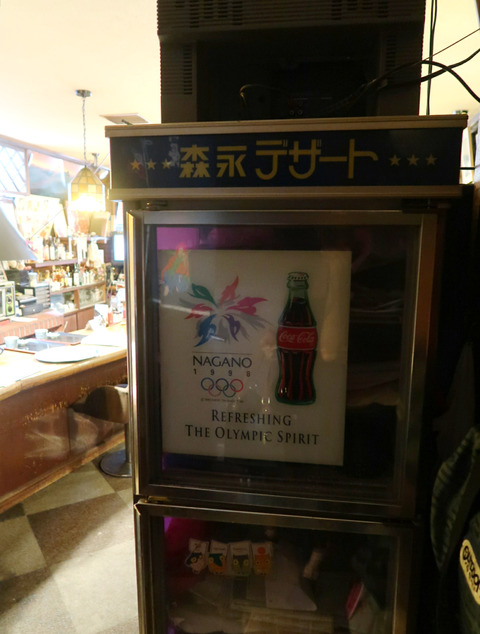 ★★★森永デザート★★★
NAGANO
1998
Coca-Cola
REFRESHING
THE OLYMPIC SPIRIT